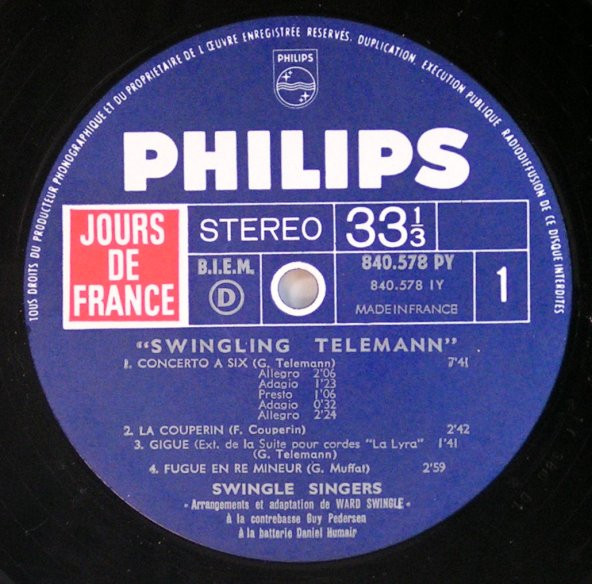 TOUS DROITS DU PRODUCTEUR PHONOGRAPHIQUE ET DU PROPRIETAIRE DE L'ŒUVRE ENREGISTRÉE RESERVÉS. DUPLICATION, EXECUTION PUBLIQUE RADIODIFFUSION DE CE DISQUE INTERDITES
PHILIPS
PHILIPS
JOURS
DE
FRANCE
STEREO
33⅓
B.I.E.M.
D
840.578 PY
840.578 1Y
MADE IN FRANCE
1
"SWINGLING TELEMANN"
1. CONCERTO A SIX (G. Telemann) 7'41
Allegro 2'06
Adagio 1'23
Presto 1'06
Adagio 0'32
Allegro 2'24
2. LA COUPERIN (F. Couperin) 2'42
3. GIGUE (Ext. de la Suite pour cordes "La Lyra" 1'41
(G. Telemann)
4. FUGUE EN RE MINEUR (G. Muffat) 2'59
SWINGLE SINGERS
- Arrangements et adaptation de WARD SWINGLE -
à la contrebasse Guy Pedersen
à la batterie Daniel Humair